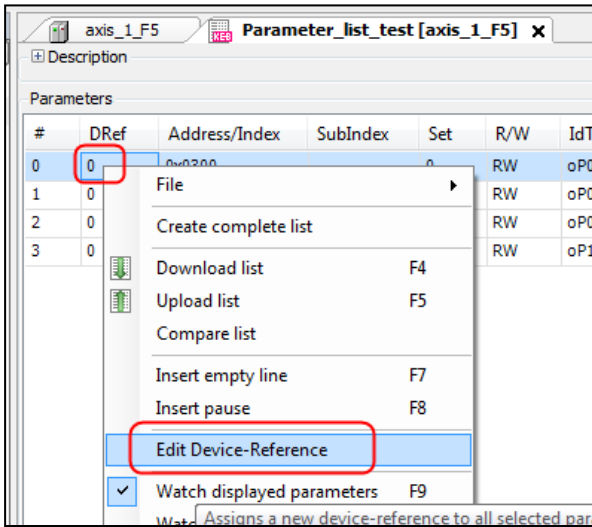 axis_1_F5 Parameter_list_test [axis_1_F5] x
Description
Parameters
# DRef Address/Index SubIndex Set R/W IdT
0 0 0x0300 0 RW oP0
1 0 RW oP0
2 0 RW oP0
3 0 RW oP1
File
Create complete list
Download list F4
Upload list F5
Compare list
Insert empty line F7
Insert pause F8
Edit Device-Reference
Watch displayed parameters F9
Assigns a new device-reference to all selected par